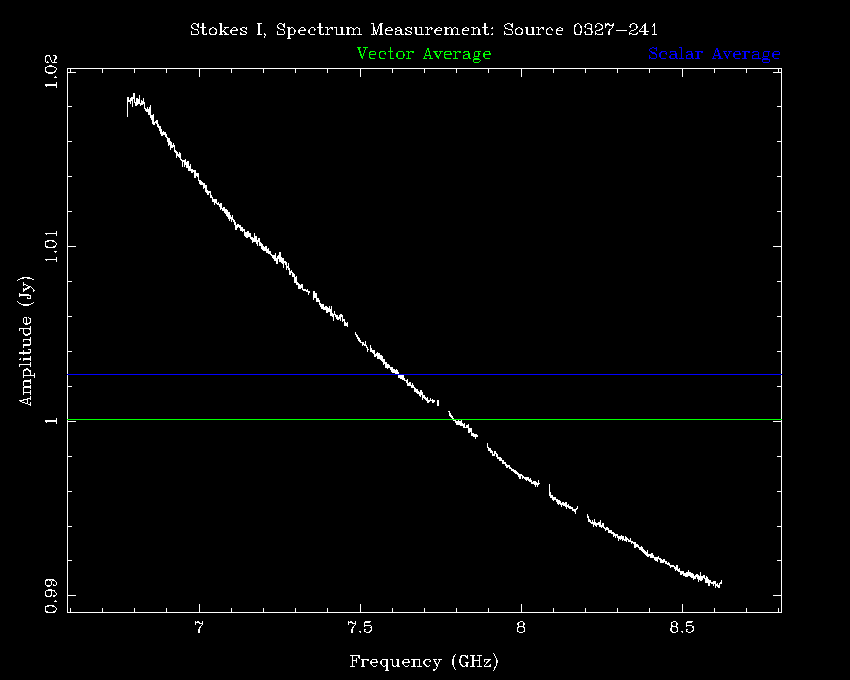 Stokes I, Spectrum Measurement: Source 0327−241
Vector Average Scalar Average
1.02
1.01
1
0.99
Amplitude (Jy)
7 7.5 8 8.5
Frequency (GHz)